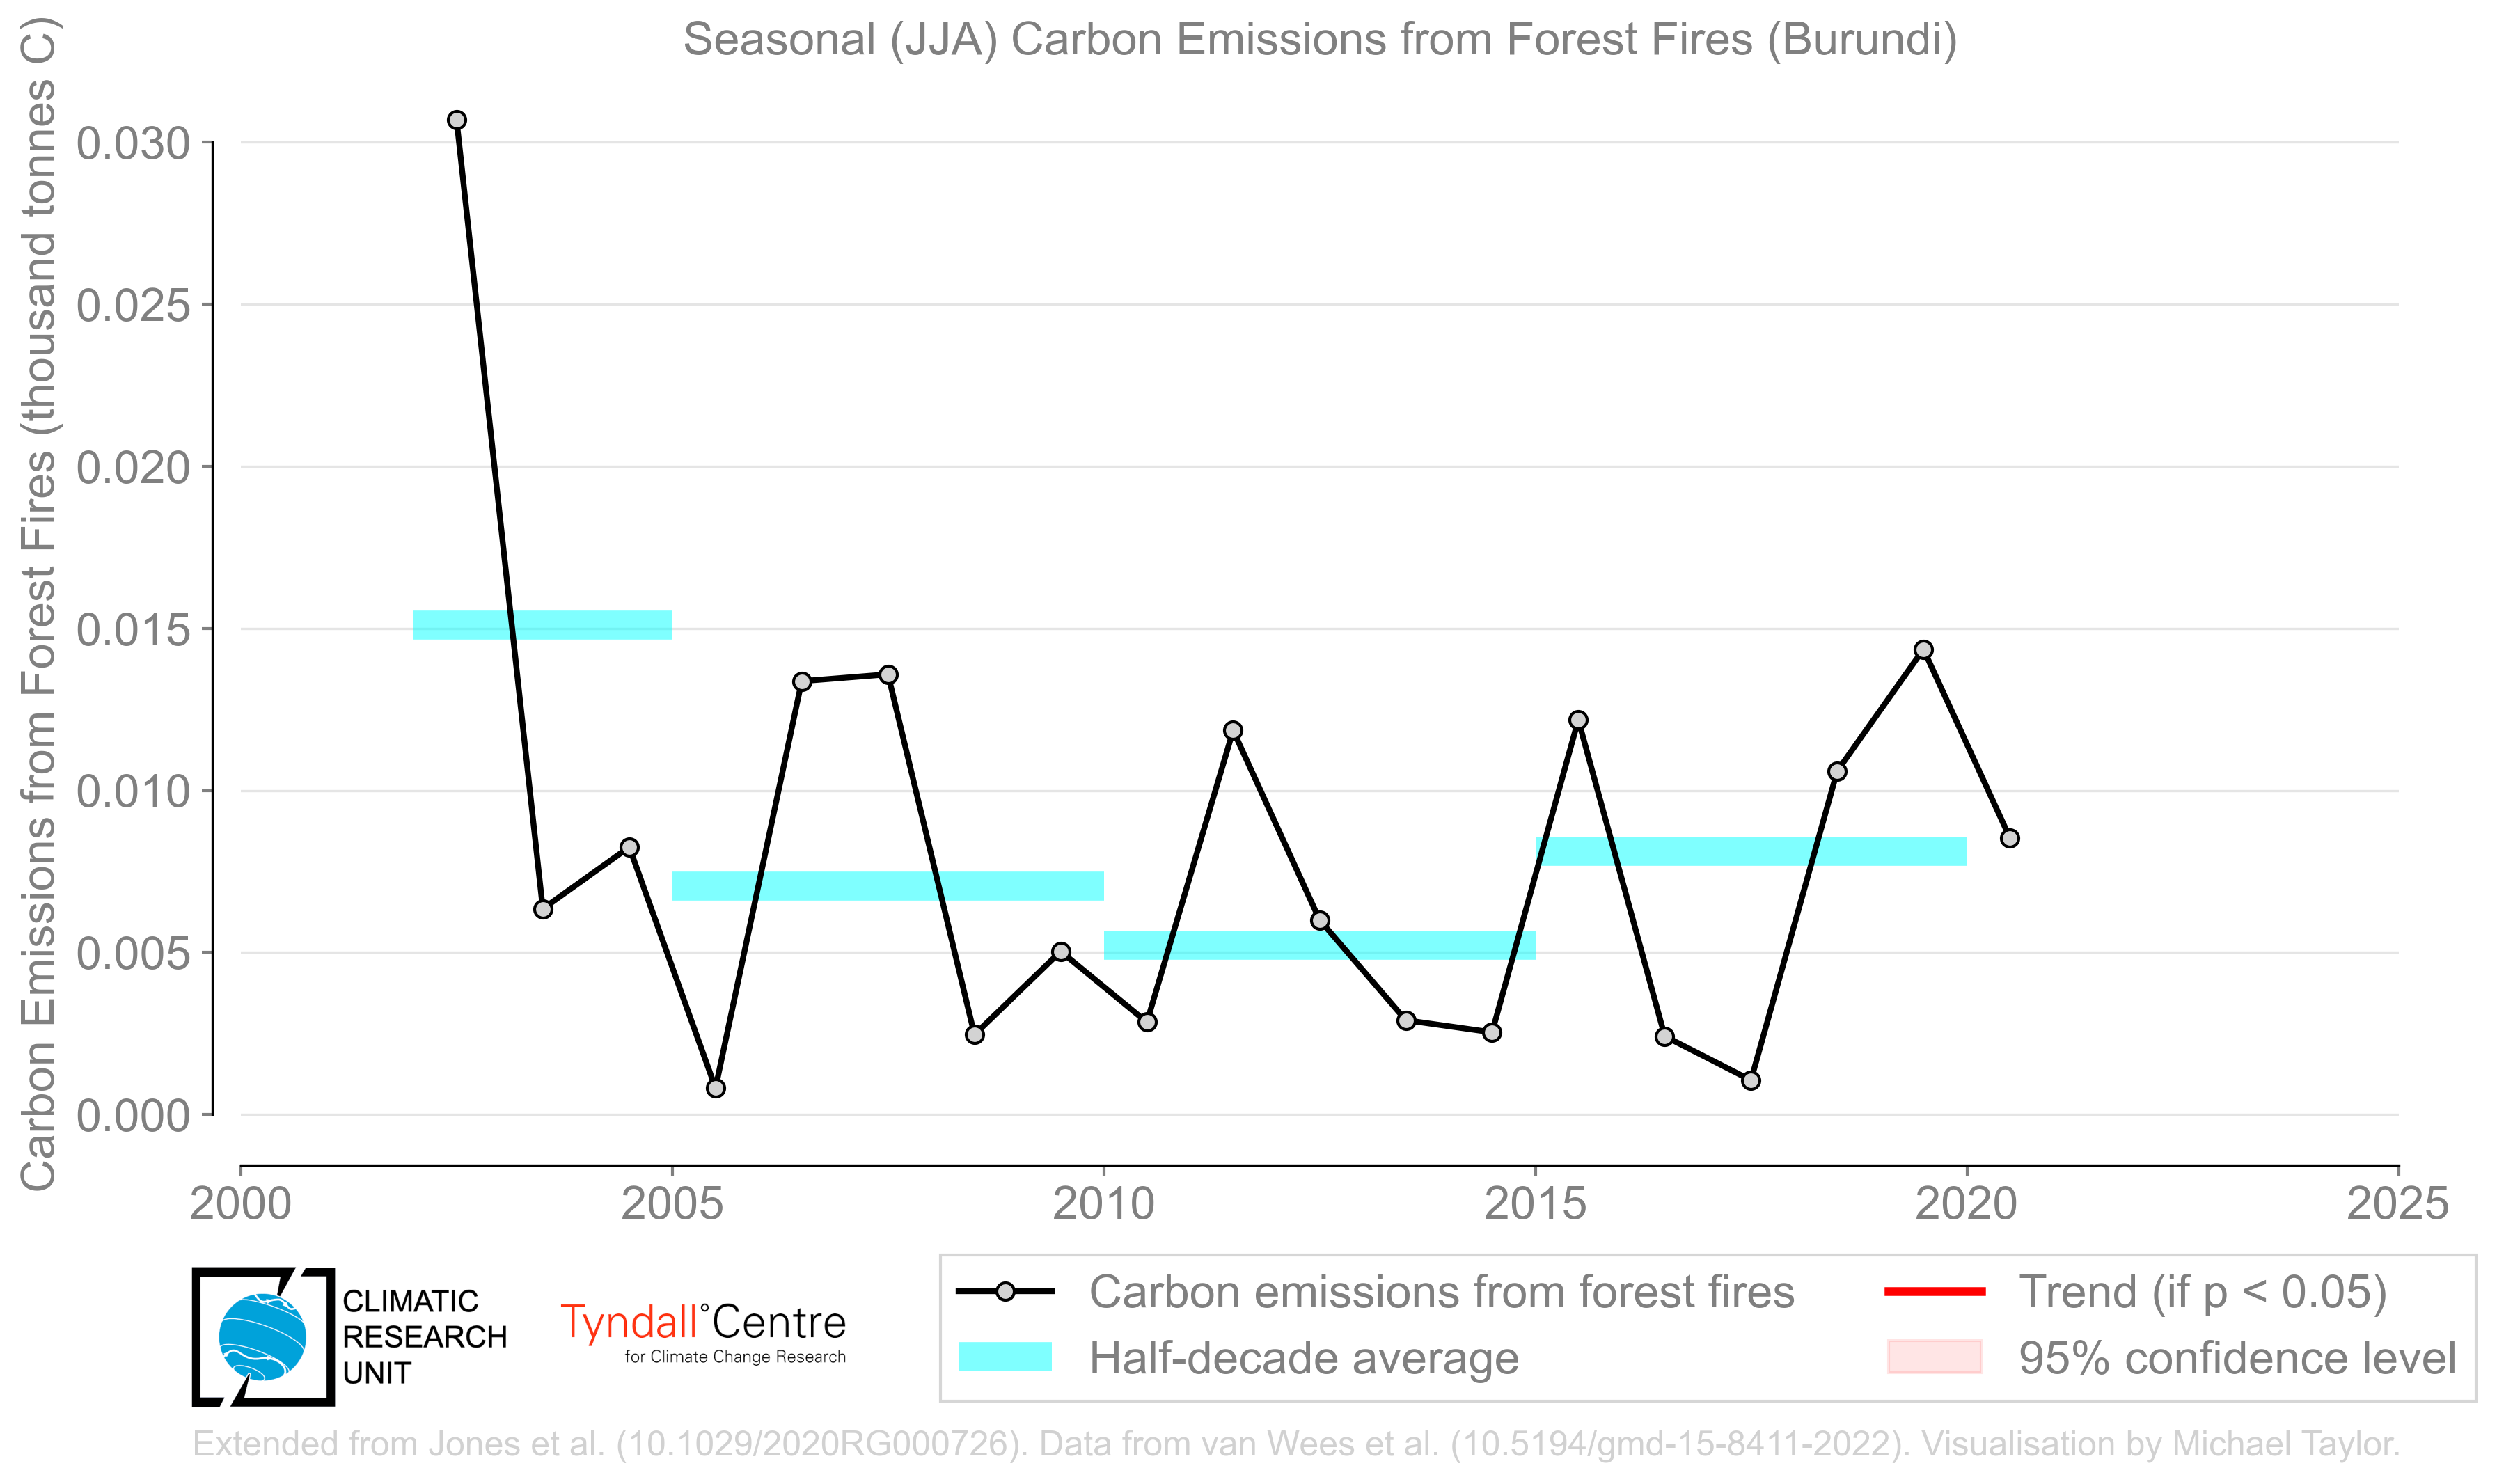 Seasonal (JJA) Carbon Emissions from Forest Fires (Burundi)
Carbon Emissions from Forest Fires (thousand tonnes C)
0.030
0.025
0.020
0.015
0.010
0.005
0.000
2000 2005 2010 2015 2020 2025
CLIMATIC
RESEARCH
UNIT
Tyndall°Centre
for Climate Change Research
Carbon emissions from forest fires
Half-decade average
Trend (if p < 0.05)
95% confidence level
Extended from Jones et al. (10.1029/2020RG000726). Data from van Wees et al. (10.5194/gmd-15-8411-2022). Visualisation by Michael Taylor.